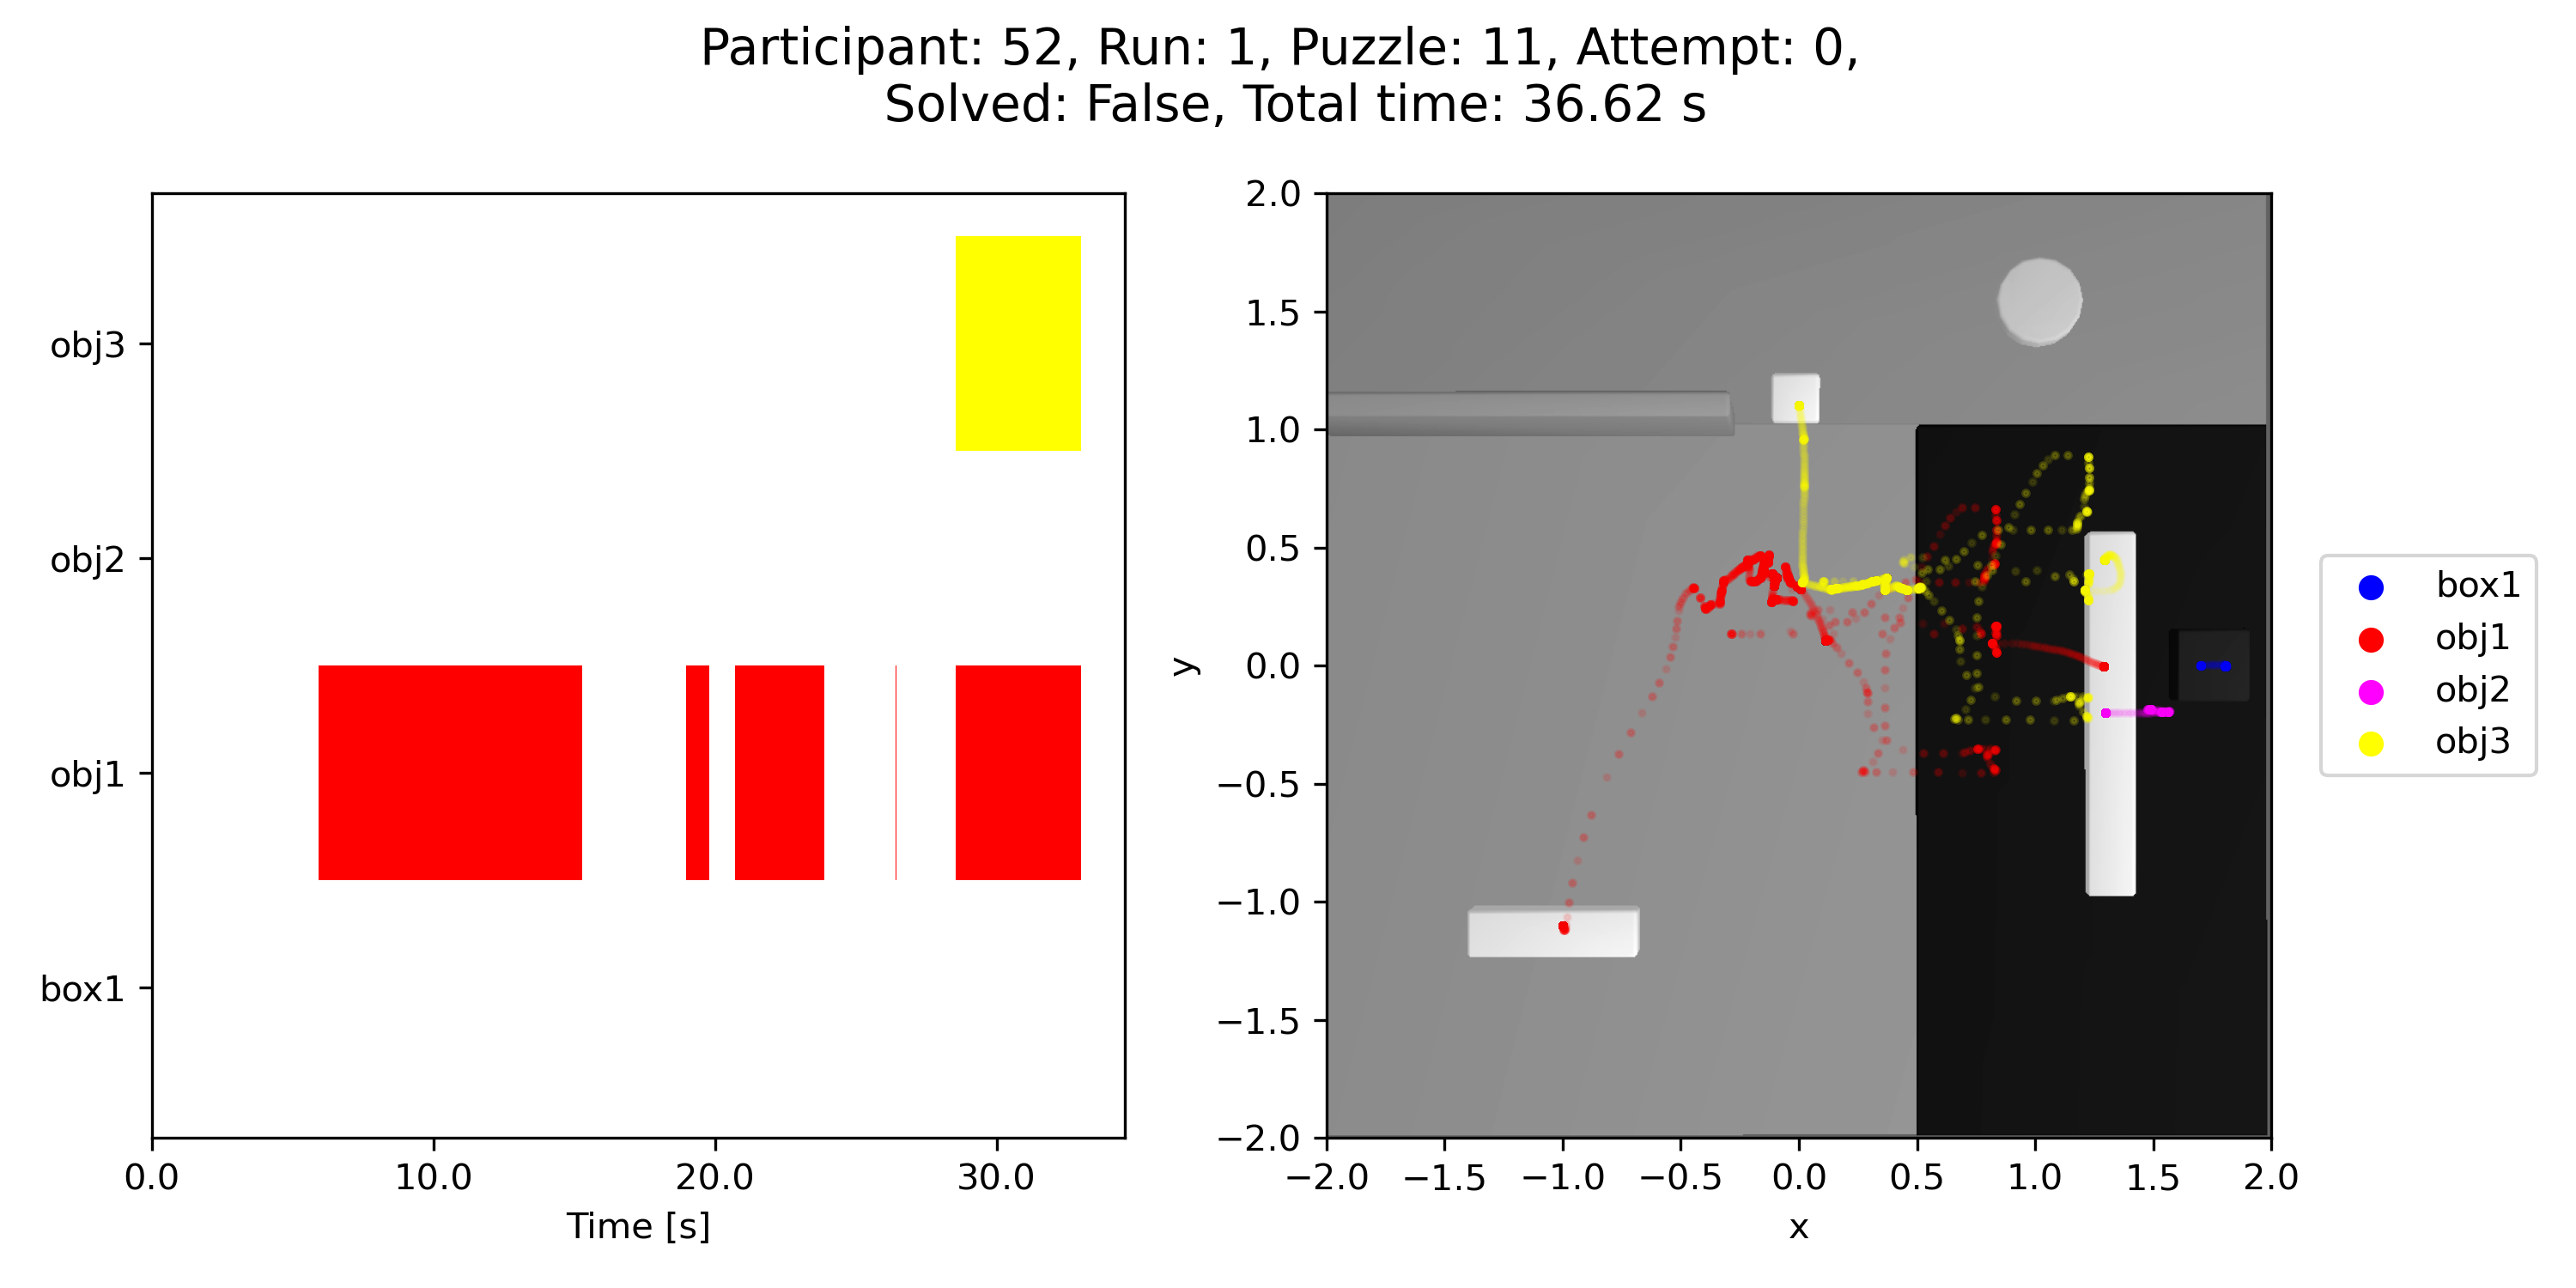 Participant: 52, Run: 1, Puzzle: 11, Attempt: 0,
Solved: False, Total time: 36.62 s
obj3
obj2
obj1
box1
0.0 10.0 20.0 30.0
Time [s]
2.0
1.5
1.0
0.5
0.0
−0.5
−1.0
−1.5
−2.0
y
−2.0 −1.5 −1.0 −0.5 0.0 0.5 1.0 1.5 2.0
x
box1
obj1
obj2
obj3